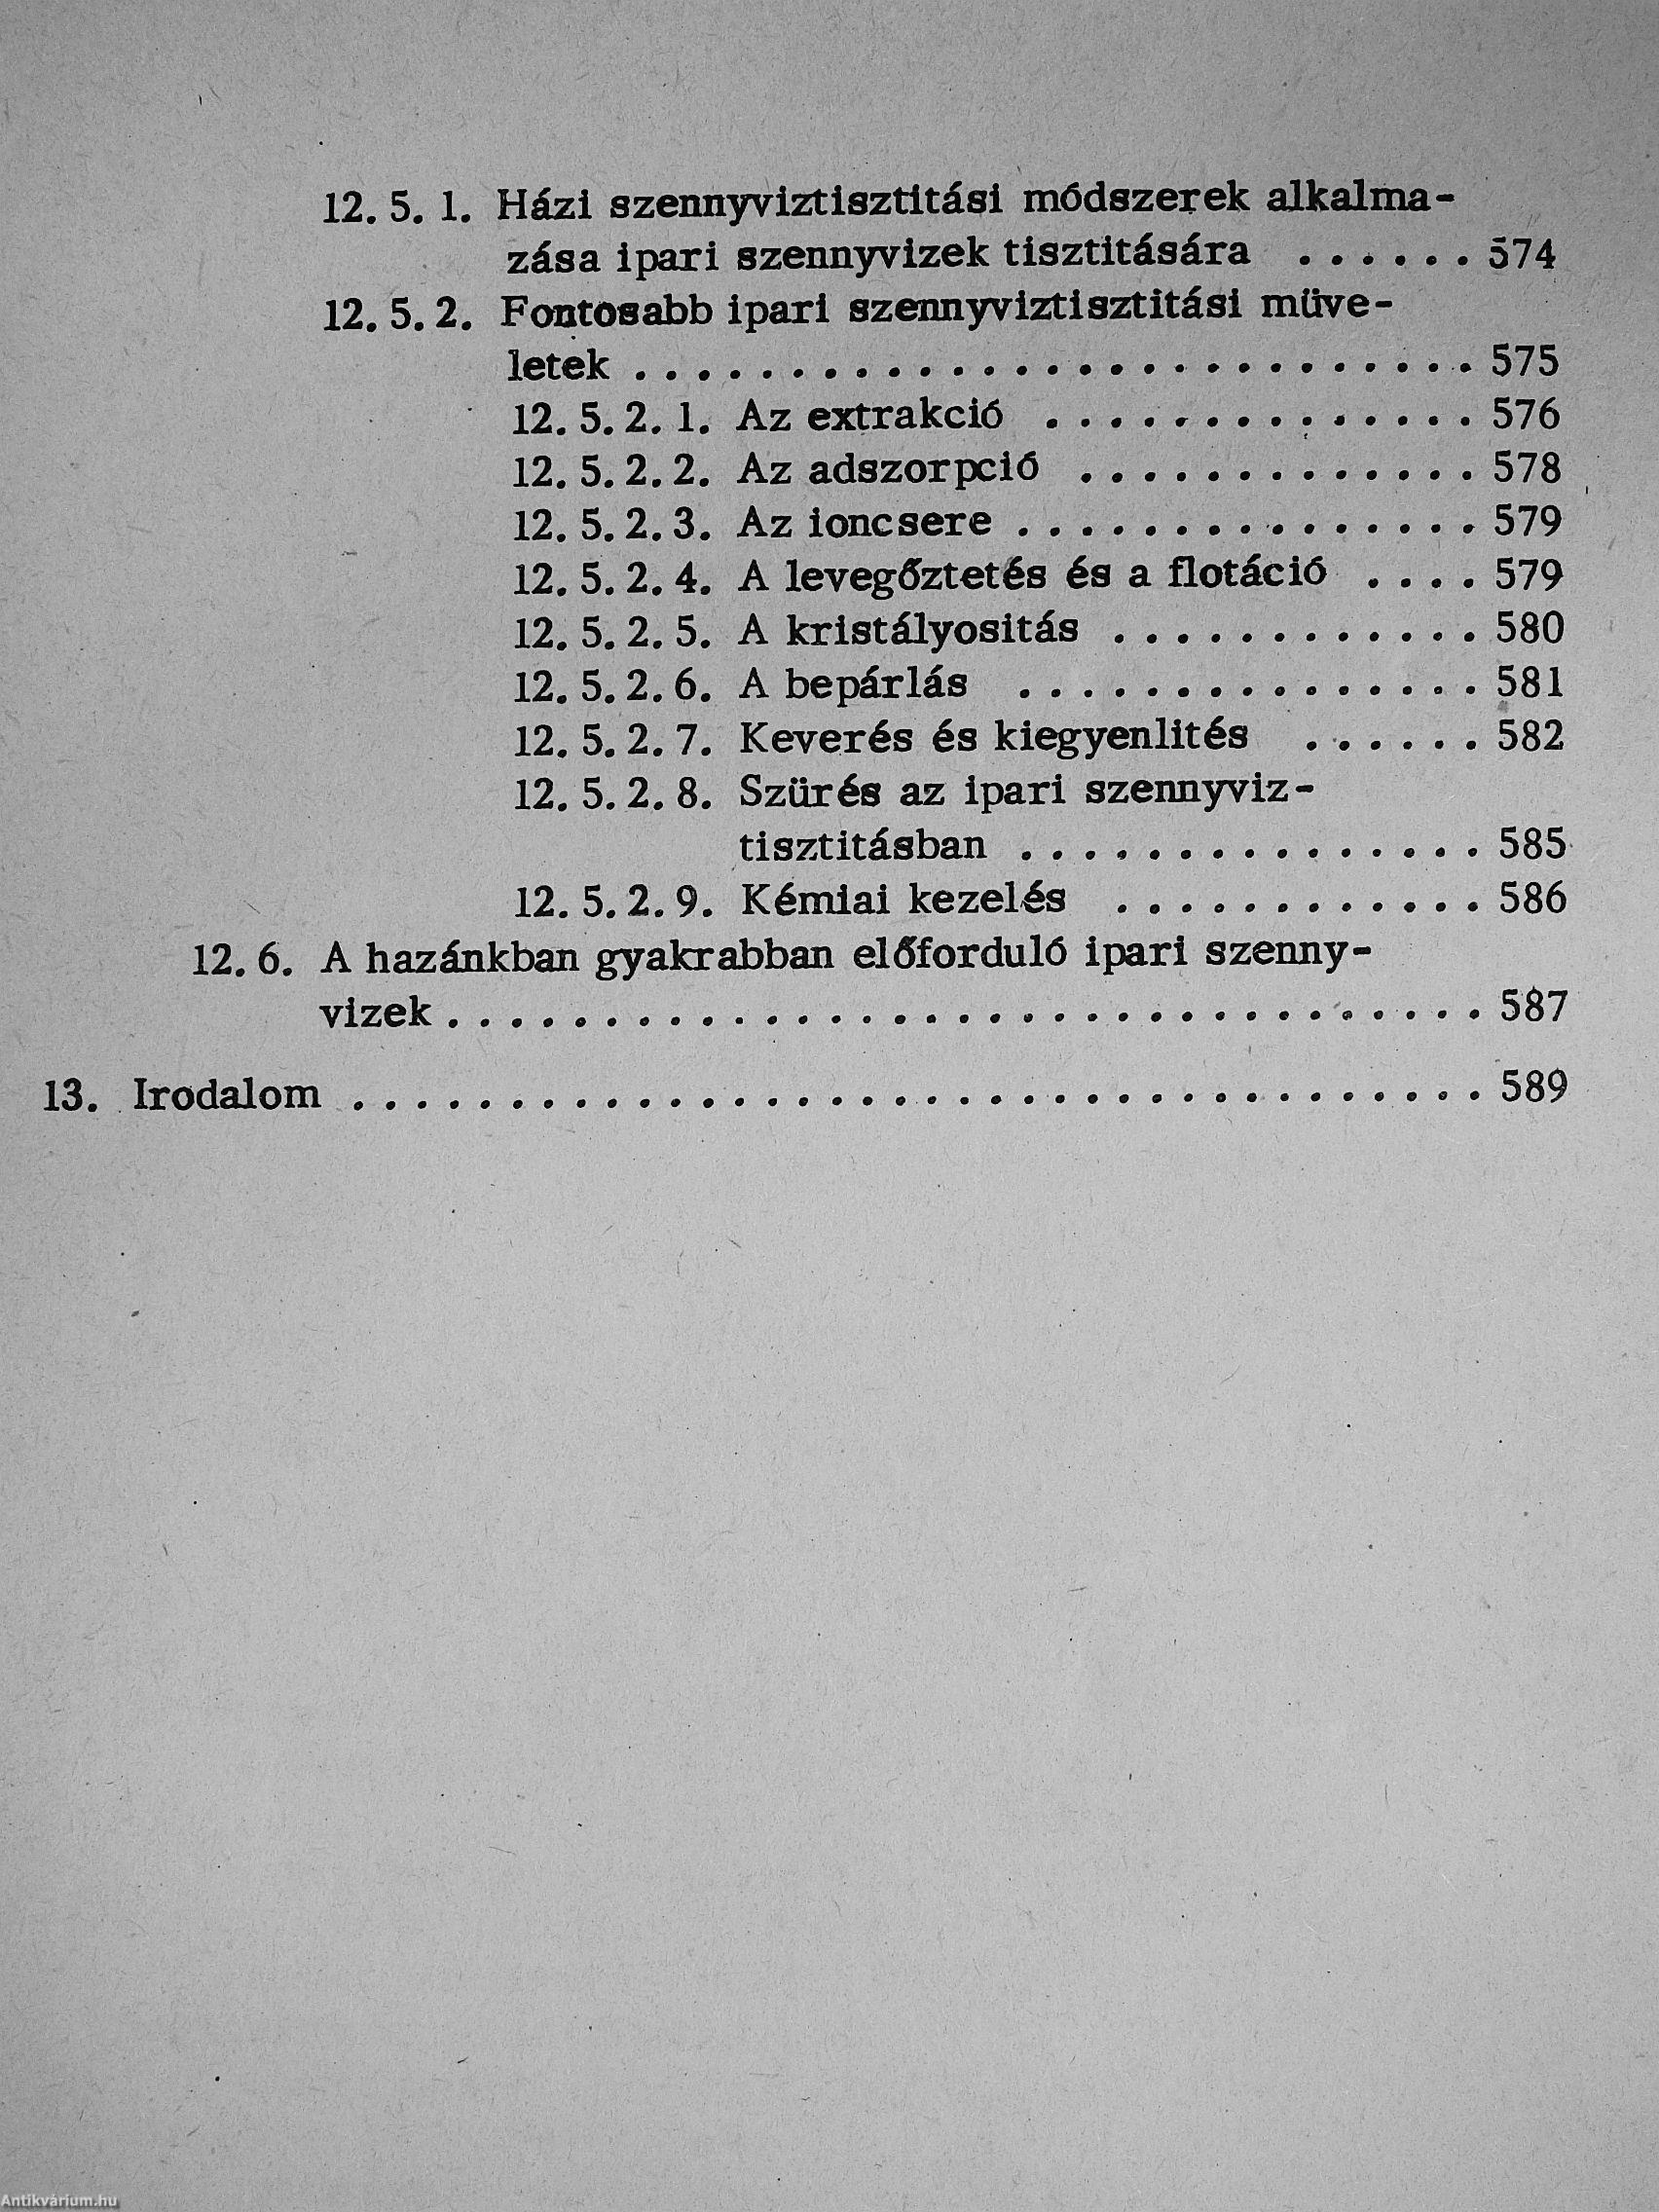 12. 5. 1. Házi szennyviztisztitási módszerek alkalma-
zása ipari szennyvizek tisztitására . . . . . . 574
12. 5. 2. Fontosabb ipari szennyviztisztitási müve-
letek . . . . . . . . . . . . . . . . . . . . . . . . . . . 575
12. 5. 2. 1. Az extrakció . . . . . . . . . . . . . . 576
12. 5. 2. 2. Az adszorpció . . . . . . . . . . . . . 578
12. 5. 2. 3. Az ioncsere . . . . . . . . . . . . . . . 579
12. 5. 2. 4. A levegőztetés és a flotáció . . . . 579
12. 5. 2. 5. A kristályositás . . . . . . . . . . . . 580
12. 5. 2. 6. A bepárlás . . . . . . . . . . . . . . . 581
12. 5. 2. 7. Keverés és kiegyenlités . . . . . . 582
12. 5. 2. 8. Szürés az ipari szennyviz-
tisztitásban . . . . . . . . . . . . . . . 585
12. 5. 2. 9. Kémiai kezelés . . . . . . . . . . . . 586
12. 6. A hazánkban gyakrabban előforduló ipari szenny-
vizek . . . . . . . . . . . . . . . . . . . . . . . . . . . . . . . . . 587
13. Irodalom . . . . . . . . . . . . . . . . . . . . . . . . . . . . . . . . . . . . 589
Antikvárium.hu